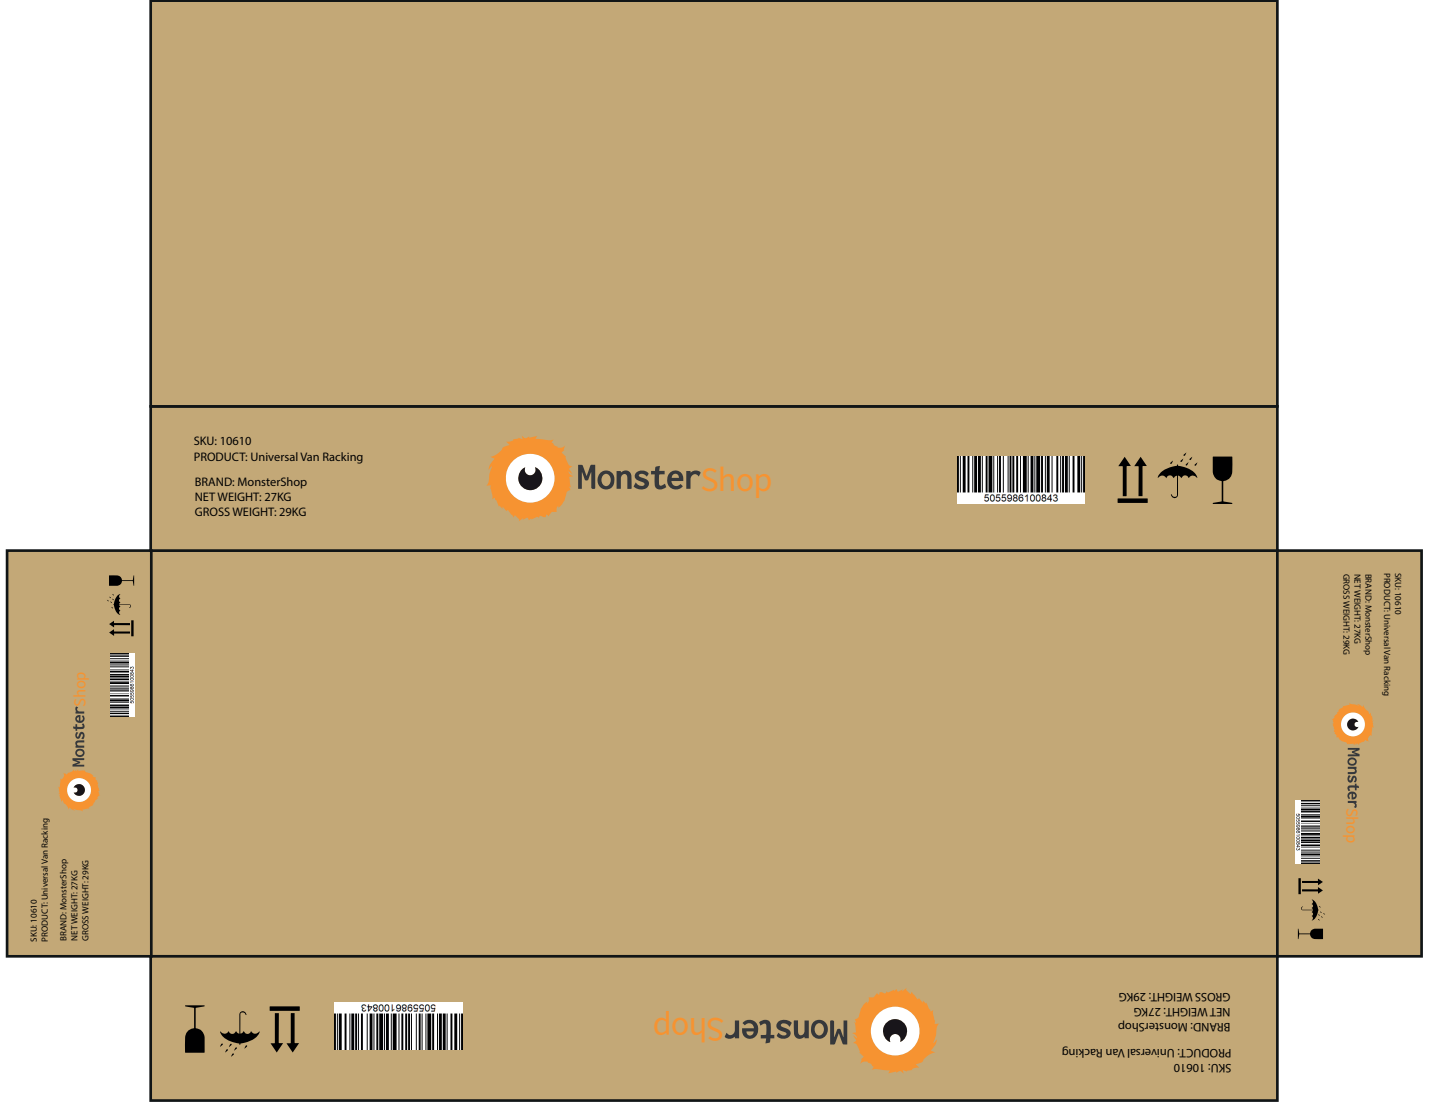 SKU: 10610
PRODUCT: Universal Van Racking
BRAND: MonsterShop
NET WEIGHT: 27KG
GROSS WEIGHT: 29KG
MonsterShop
5055986100843
SKU: 10610
PRODUCT: Universal Van Racking
BRAND: MonsterShop
NET WEIGHT: 27KG
GROSS WEIGHT: 29KG
MonsterShop
5055986100843
SKU: 10610
PRODUCT: Universal Van Racking
BRAND: MonsterShop
NET WEIGHT: 27KG
GROSS WEIGHT: 29KG
MonsterShop
5055986100843
SKU: 10610
PRODUCT: Universal Van Racking
BRAND: MonsterShop
NET WEIGHT: 27KG
GROSS WEIGHT: 29KG
MonsterShop
5055986100843